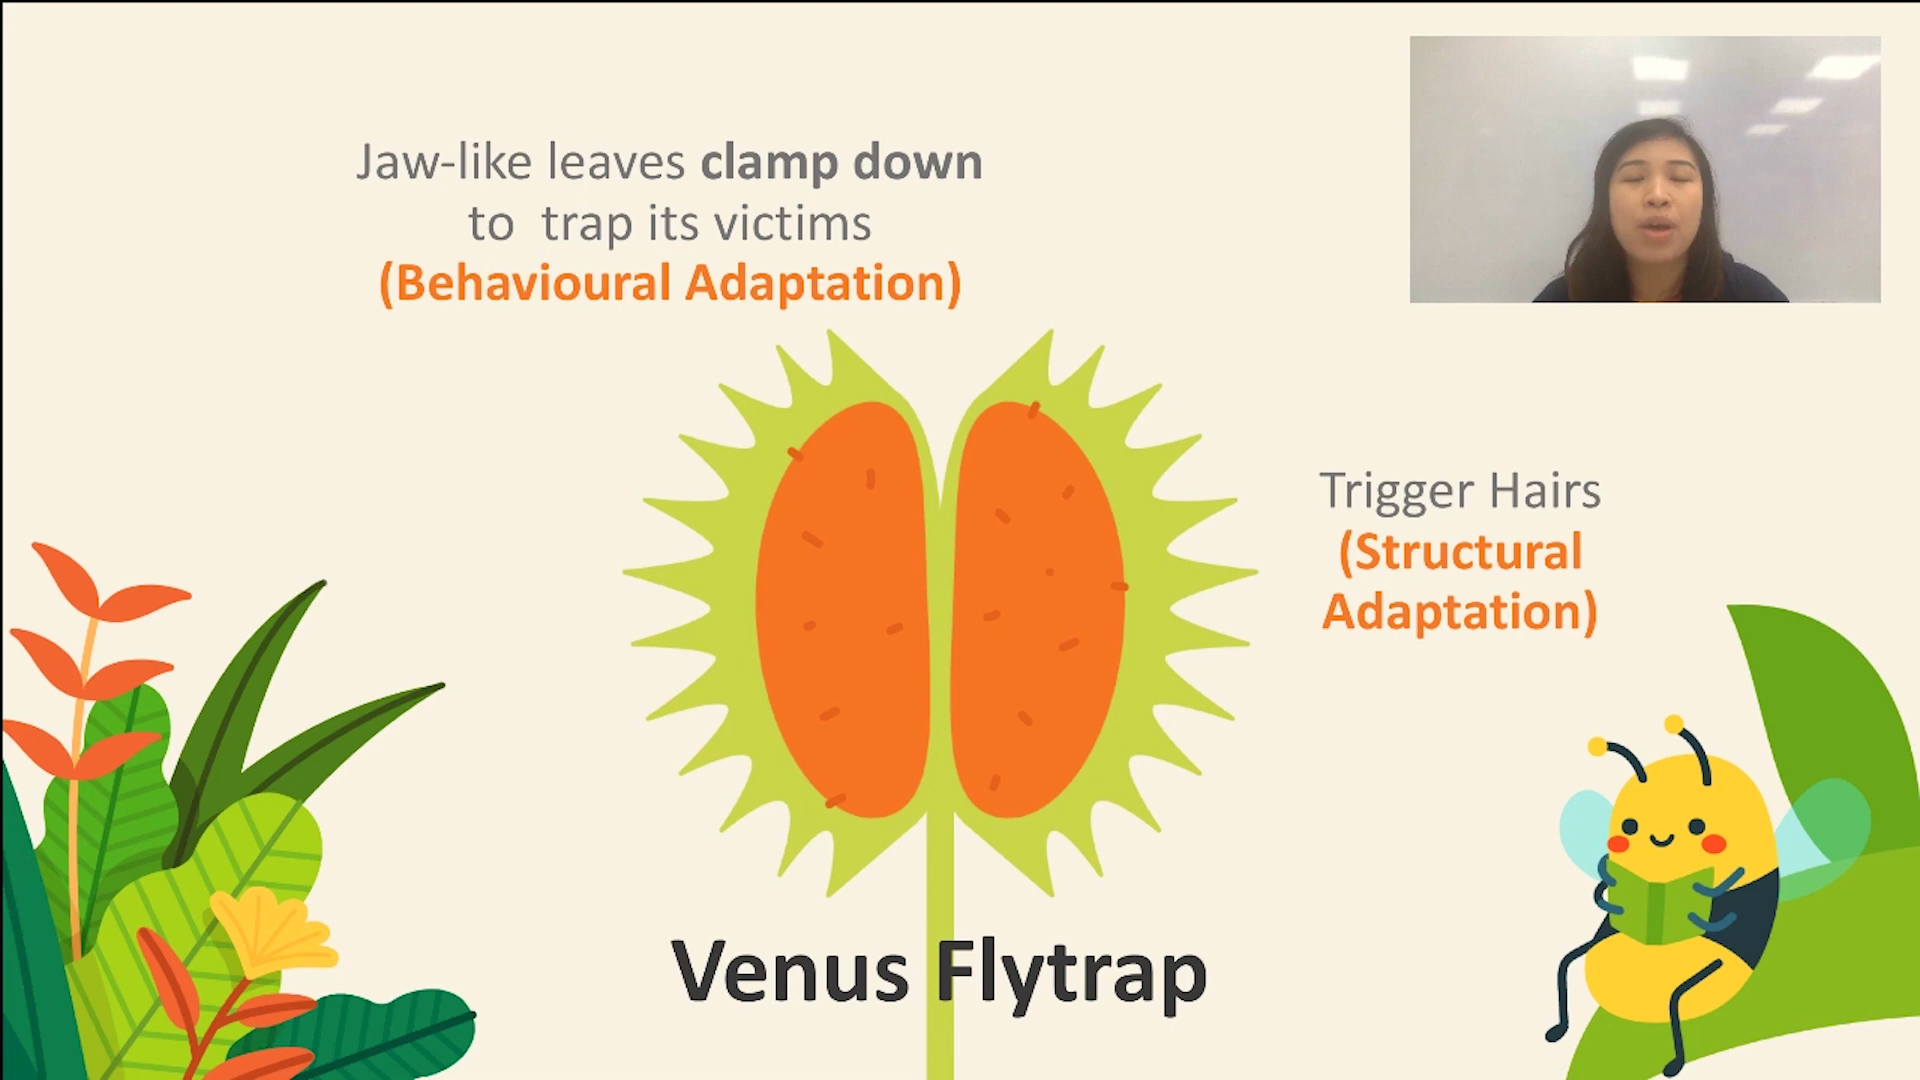 Jaw-like leaves clamp down
to  trap its victims
(Behavioural Adaptation)
Trigger Hairs
(Structural
Adaptation)
Venus Flytrap